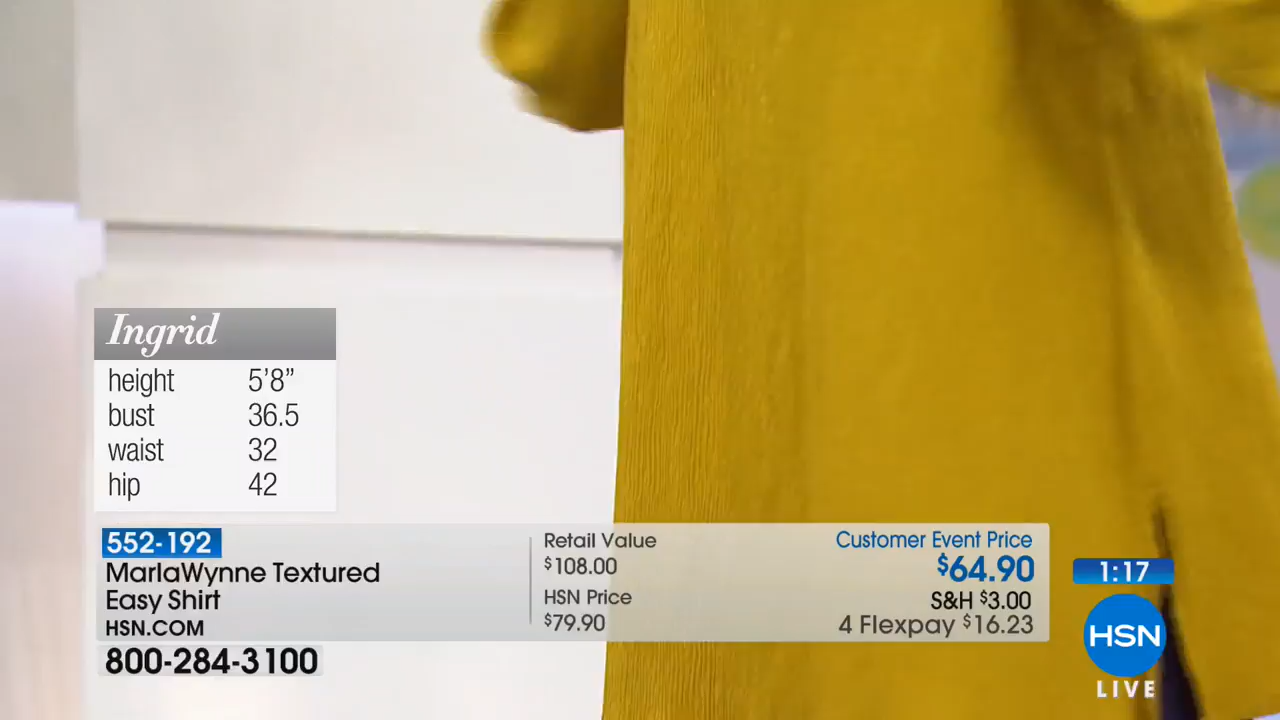 Ingrid
height 5’8”
bust 36.5
waist 32
hip 42
552-192
MarlaWynne Textured
Easy Shirt
HSN.COM
800-284-3100
Retail Value
$108.00
HSN Price
$79.90
Customer Event Price
$64.90
S&H $3.00
4 Flexpay $16.23
1:17
HSN
LIVE